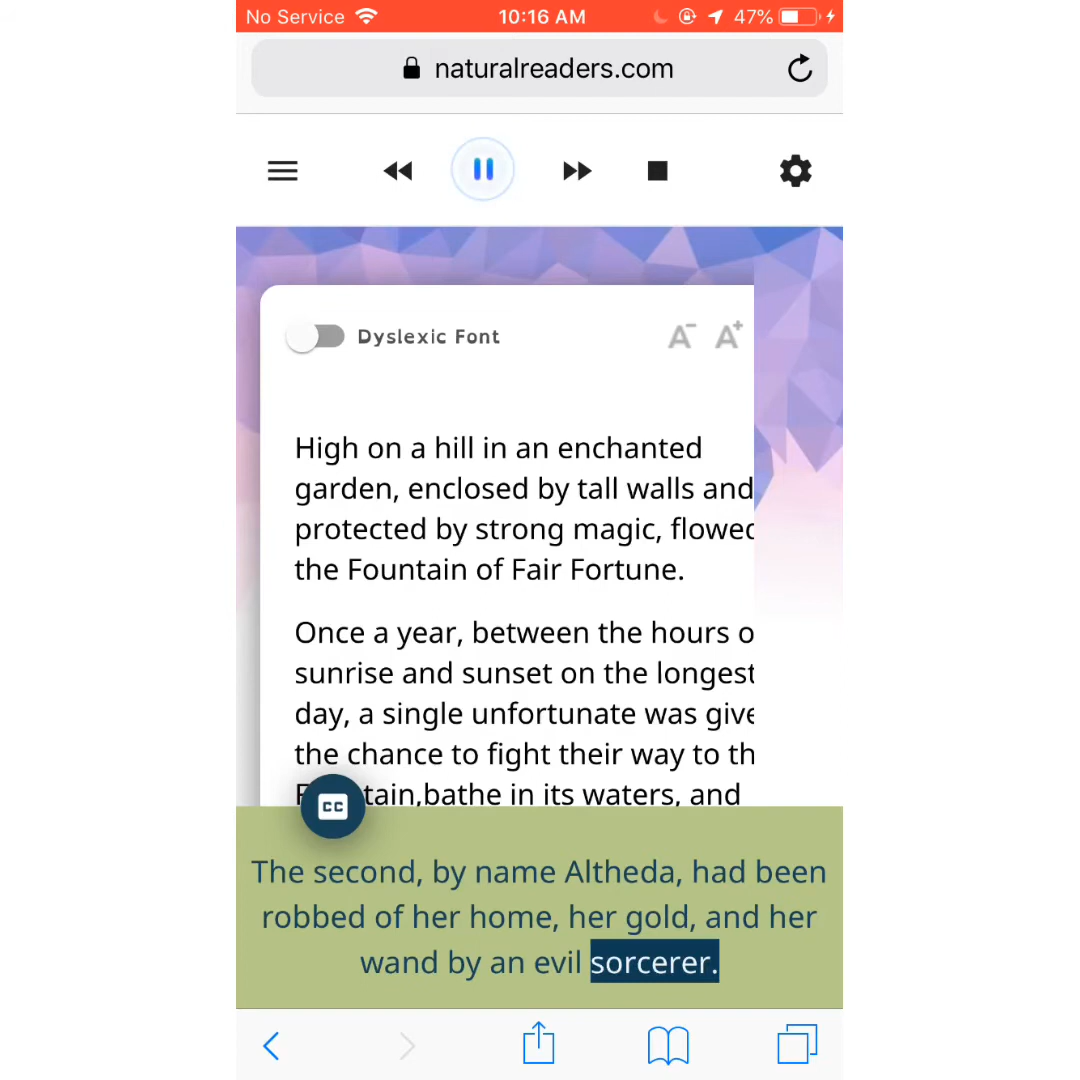 No Service 10:16 AM 47%
naturalreaders.com
Dyslexic Font A- A+
High on a hill in an enchanted
garden, enclosed by tall walls and
protected by strong magic, flowed
the Fountain of Fair Fortune.
Once a year, between the hours o
sunrise and sunset on the longest
day, a single unfortunate was give
the chance to fight their way to th
tain,bathe in its waters, and
CC
The second, by name Altheda, had been
robbed of her home, her gold, and her
wand by an evil sorcerer.